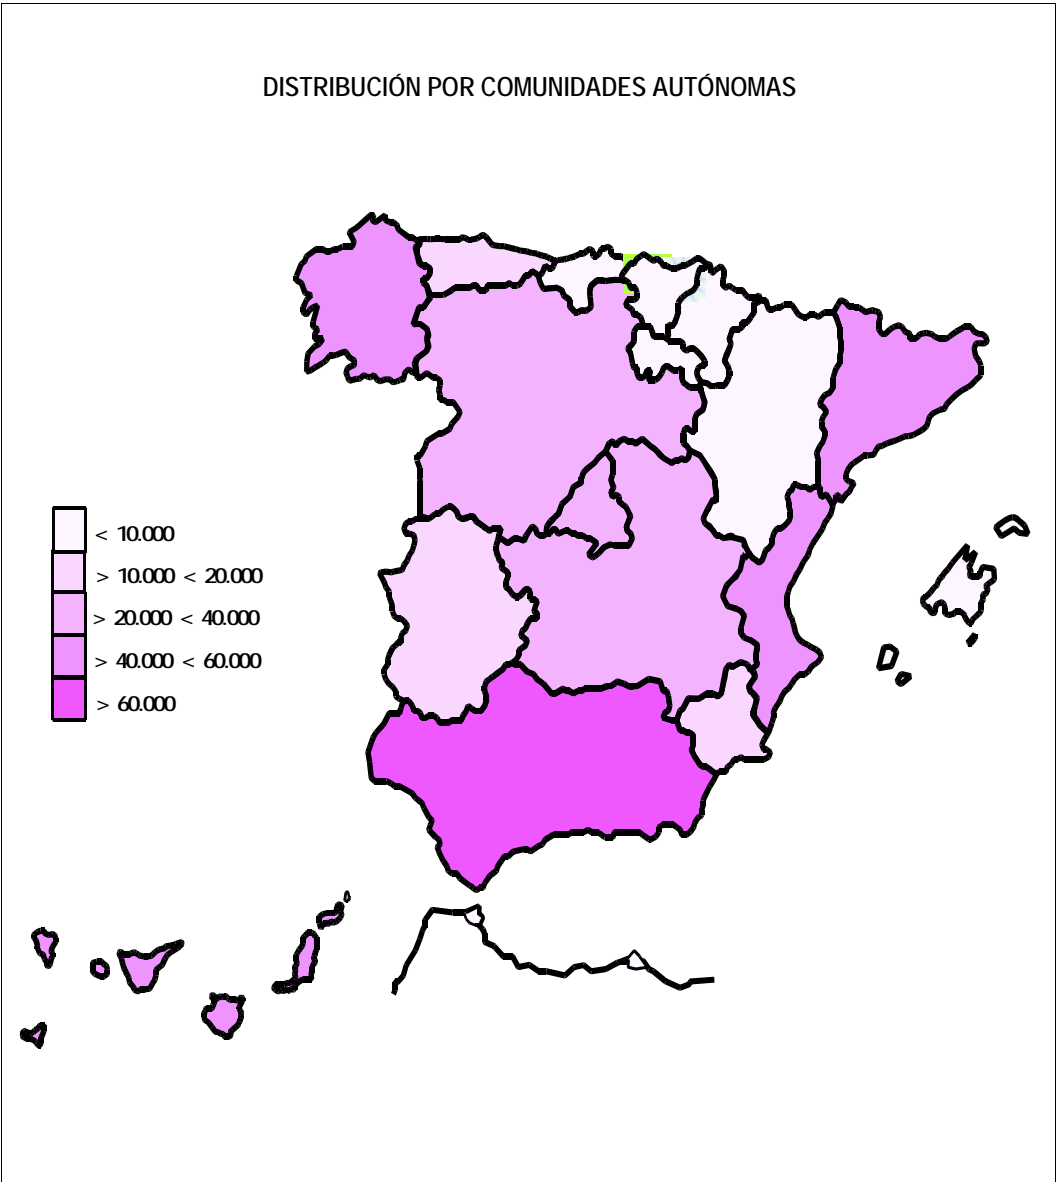 DISTRIBUCIÓN POR COMUNIDADES AUTÓNOMAS
< 10.000
> 10.000 < 20.000
> 20.000 < 40.000
> 40.000 < 60.000
> 60.000